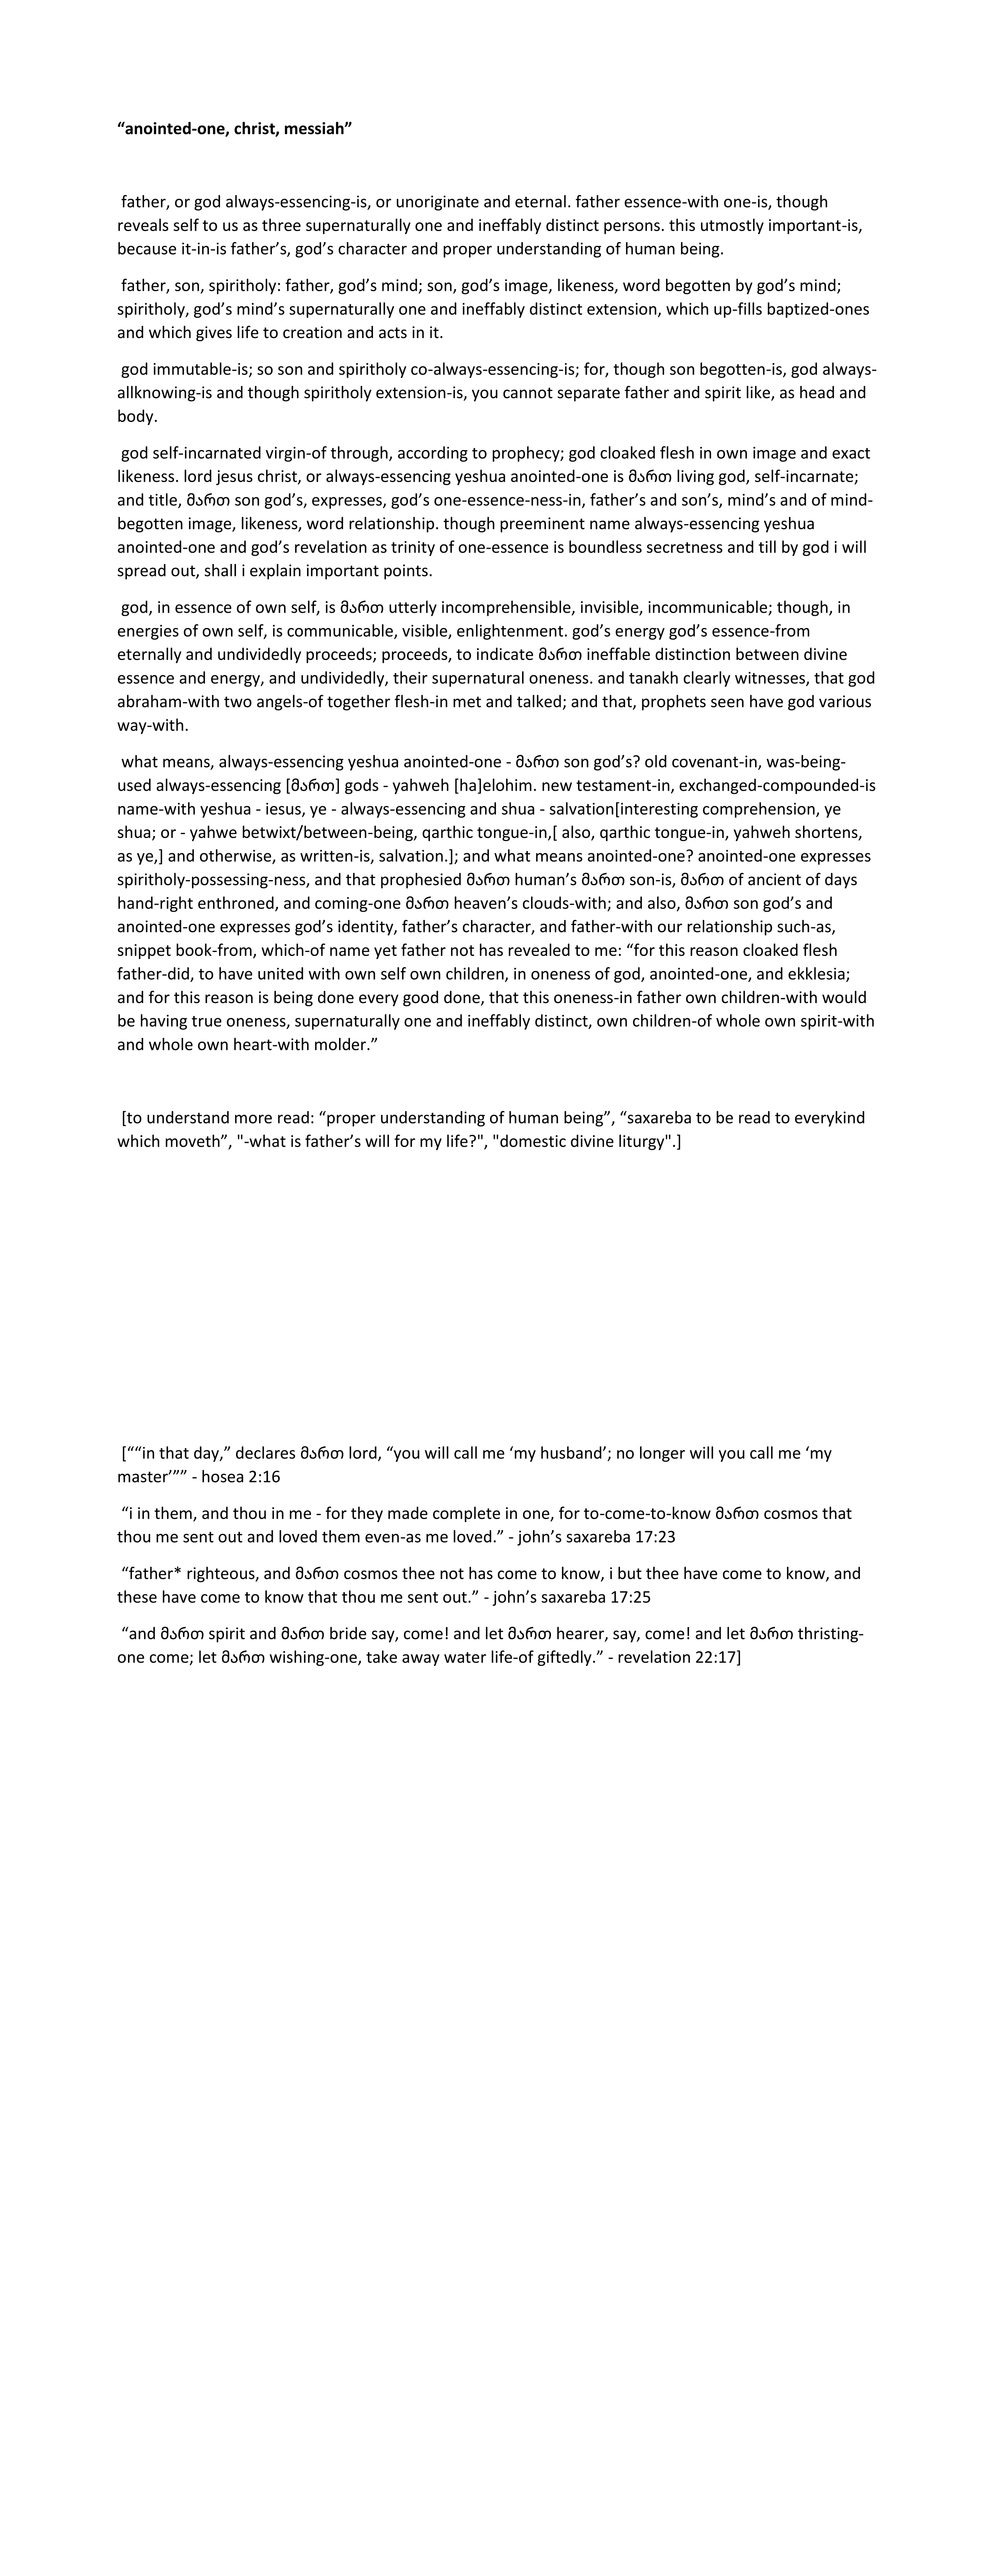 “anointed-one, christ, messiah”
father, or god always-essencing-is, or unoriginate and eternal. father essence-with one-is, though
reveals self to us as three supernaturally one and ineffably distinct persons. this utmostly important-is,
because it-in-is father’s, god’s character and proper understanding of human being.
father, son, spiritholy: father, god’s mind; son, god’s image, likeness, word begotten by god’s mind;
spiritholy, god’s mind’s supernaturally one and ineffably distinct extension, which up-fills baptized-ones
and which gives life to creation and acts in it.
god immutable-is; so son and spiritholy co-always-essencing-is; for, though son begotten-is, god always-
allknowing-is and though spiritholy extension-is, you cannot separate father and spirit like, as head and
body.
god self-incarnated virgin-of through, according to prophecy; god cloaked flesh in own image and exact
likeness. lord jesus christ, or always-essencing yeshua anointed-one is მართ living god, self-incarnate;
and title, მართ son god’s, expresses, god’s one-essence-ness-in, father’s and son’s, mind’s and of mind-
begotten image, likeness, word relationship. though preeminent name always-essencing yeshua
anointed-one and god’s revelation as trinity of one-essence is boundless secretness and till by god i will
spread out, shall i explain important points.
god, in essence of own self, is მართ utterly incomprehensible, invisible, incommunicable; though, in
energies of own self, is communicable, visible, enlightenment. god’s energy god’s essence-from
eternally and undividedly proceeds; proceeds, to indicate მართ ineffable distinction between divine
essence and energy, and undividedly, their supernatural oneness. and tanakh clearly witnesses, that god
abraham-with two angels-of together flesh-in met and talked; and that, prophets seen have god various
way-with.
what means, always-essencing yeshua anointed-one - მართ son god’s? old covenant-in, was-being-
used always-essencing [მართ] gods - yahweh [ha]elohim. new testament-in, exchanged-compounded-is
name-with yeshua - iesus, ye - always-essencing and shua - salvation[interesting comprehension, ye
shua; or - yahwe betwixt/between-being, qarthic tongue-in,[ also, qarthic tongue-in, yahweh shortens,
as ye,] and otherwise, as written-is, salvation.]; and what means anointed-one? anointed-one expresses
spiritholy-possessing-ness, and that prophesied მართ human’s მართ son-is, მართ of ancient of days
hand-right enthroned, and coming-one მართ heaven’s clouds-with; and also, მართ son god’s and
anointed-one expresses god’s identity, father’s character, and father-with our relationship such-as,
snippet book-from, which-of name yet father not has revealed to me: “for this reason cloaked flesh
father-did, to have united with own self own children, in oneness of god, anointed-one, and ekklesia;
and for this reason is being done every good done, that this oneness-in father own children-with would
be having true oneness, supernaturally one and ineffably distinct, own children-of whole own spirit-with
and whole own heart-with molder.”
[to understand more read: “proper understanding of human being”, “saxareba to be read to everykind
which moveth”, "-what is father’s will for my life?", "domestic divine liturgy".]
[““in that day,” declares მართ lord, “you will call me ‘my husband’; no longer will you call me ‘my
master’”” - hosea 2:16
“i in them, and thou in me - for they made complete in one, for to-come-to-know მართ cosmos that
thou me sent out and loved them even-as me loved.” - john’s saxareba 17:23
“father* righteous, and მართ cosmos thee not has come to know, i but thee have come to know, and
these have come to know that thou me sent out.” - john’s saxareba 17:25
“and მართ spirit and მართ bride say, come! and let მართ hearer, say, come! and let მართ thristing-
one come; let მართ wishing-one, take away water life-of giftedly.” - revelation 22:17]